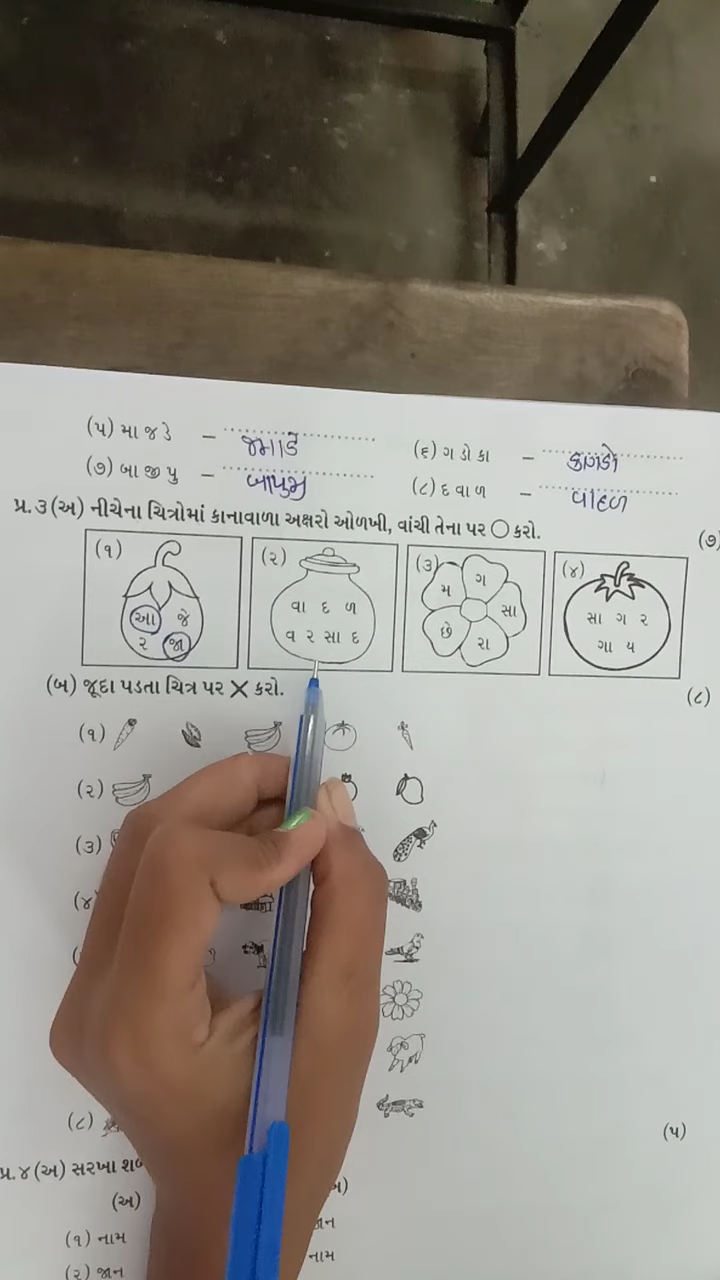 (૫) મા જ ડે – જમાડે (૬) ગ ડો કા – કાગડો
(૭) બા જી પુ – બાપુજી (૮) દ વા ળ – વાદળ
પ્ર.૩(અ) નીચેના ચિત્રોમાં કાનાવાળા અક્ષરો ઓળખી, વાંચી તેના પર ○ કરો. (૭)
(૧) (૨) (૩) (૪)
આ જે
ર જા
વા દ ળ
વ ર સા દ
મ ગ સા
છે રા
સા ગ ર
ગા ય
(બ) જૂદા પડતા ચિત્ર પર ✕ કરો. (૮)
(૧)
(૨)
(૩)
(૪
(૮)
(૫)
પ્ર.૪(અ) સરખા
(અ)
(૧) નામ
(૨) જાન
નામ